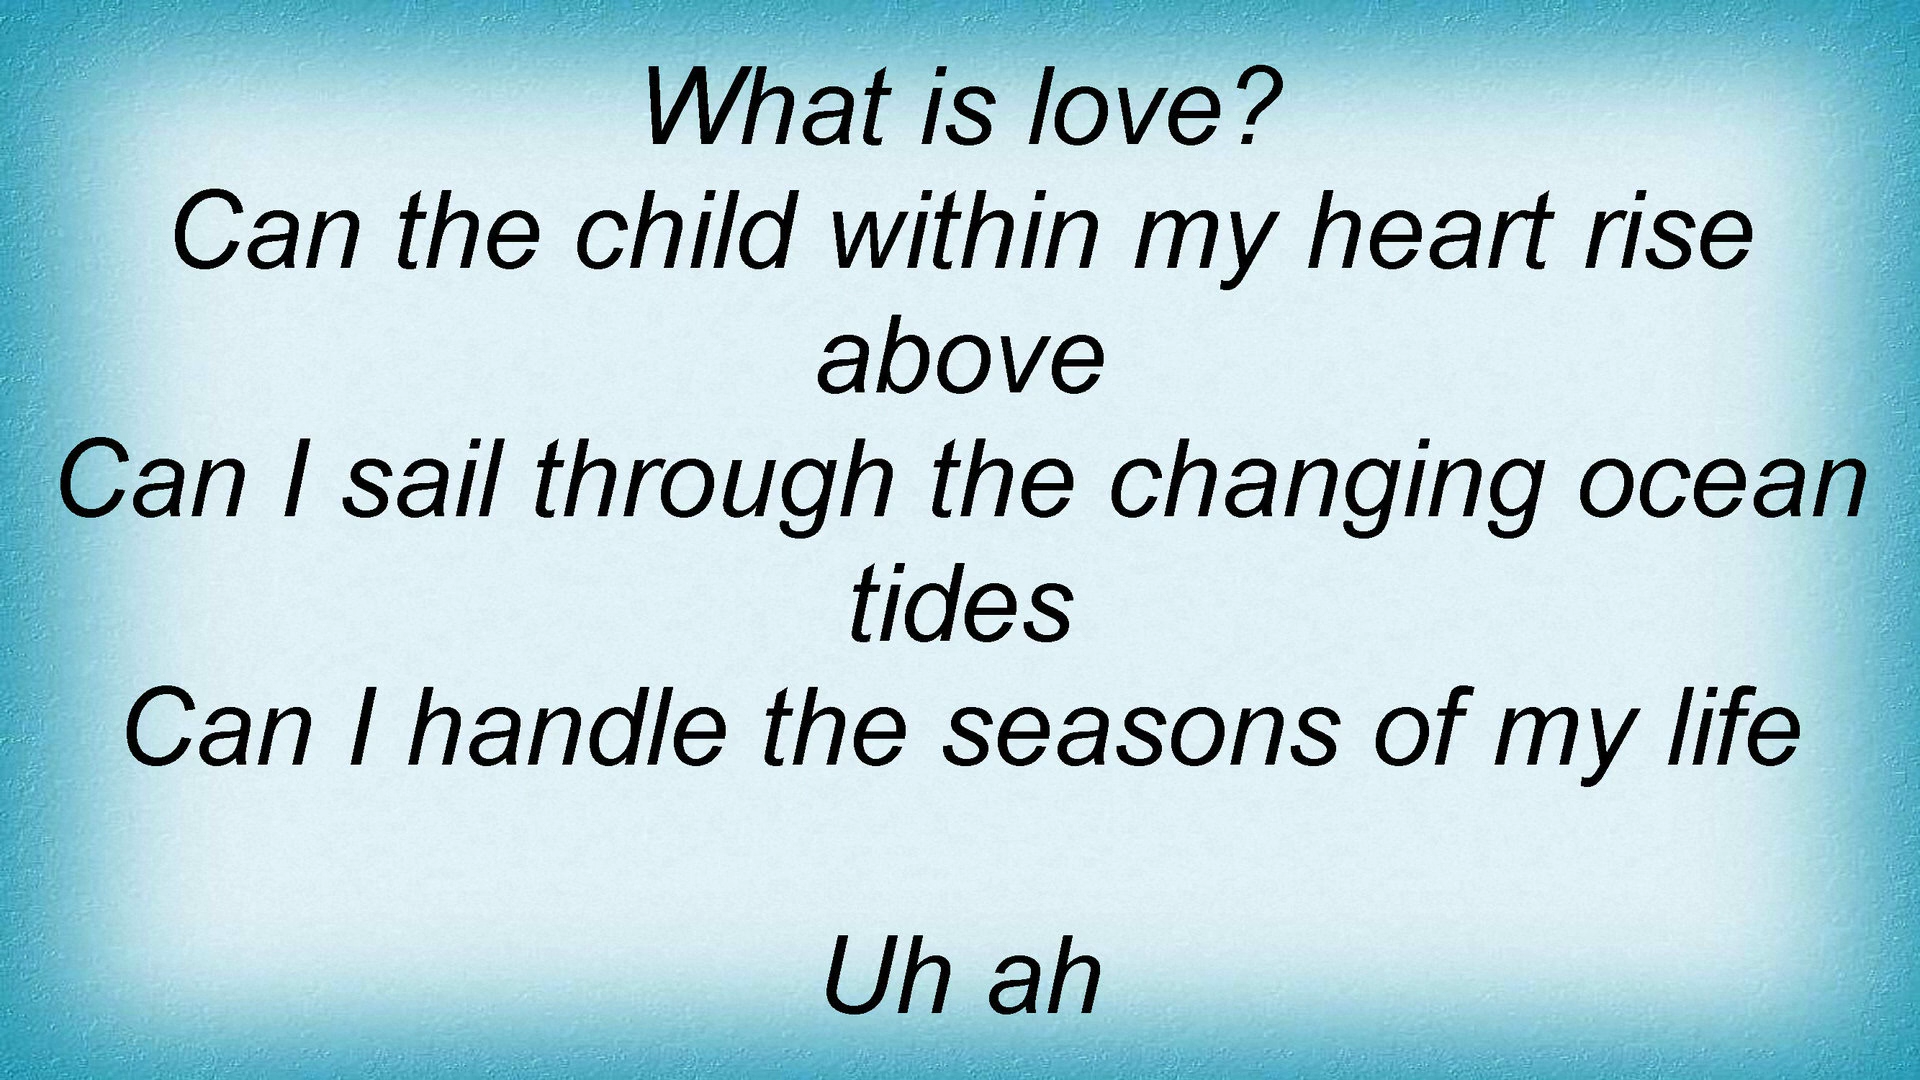 What is love?
Can the child within my heart rise
above
Can I sail through the changing ocean
tides
Can I handle the seasons of my life
Uh ah